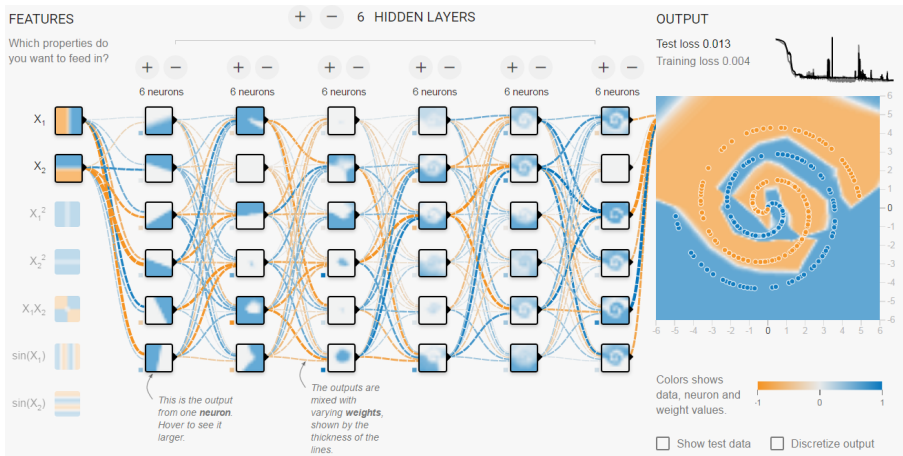 FEATURES
Which properties do
you want to feed in?
+ − 6 HIDDEN LAYERS
OUTPUT
Test loss 0.013
Training loss 0.004
+ − + − + − + − + − + −
6 neurons 6 neurons 6 neurons 6 neurons 6 neurons 6 neurons
X₁
X₂
X₁²
X₂²
X₁X₂
sin(X₁)
sin(X₂)
This is the output
from one neuron.
Hover to see it
larger.
The outputs are
mixed with
varying weights,
shown by the
thickness of the
lines.
6
5
4
3
2
1
0
-1
-2
-3
-4
-5
-6
-6 -5 -4 -3 -2 -1 0 1 2 3 4 5 6
Colors shows
data, neuron and
weight values.
-1 0 1
Show test data Discretize output